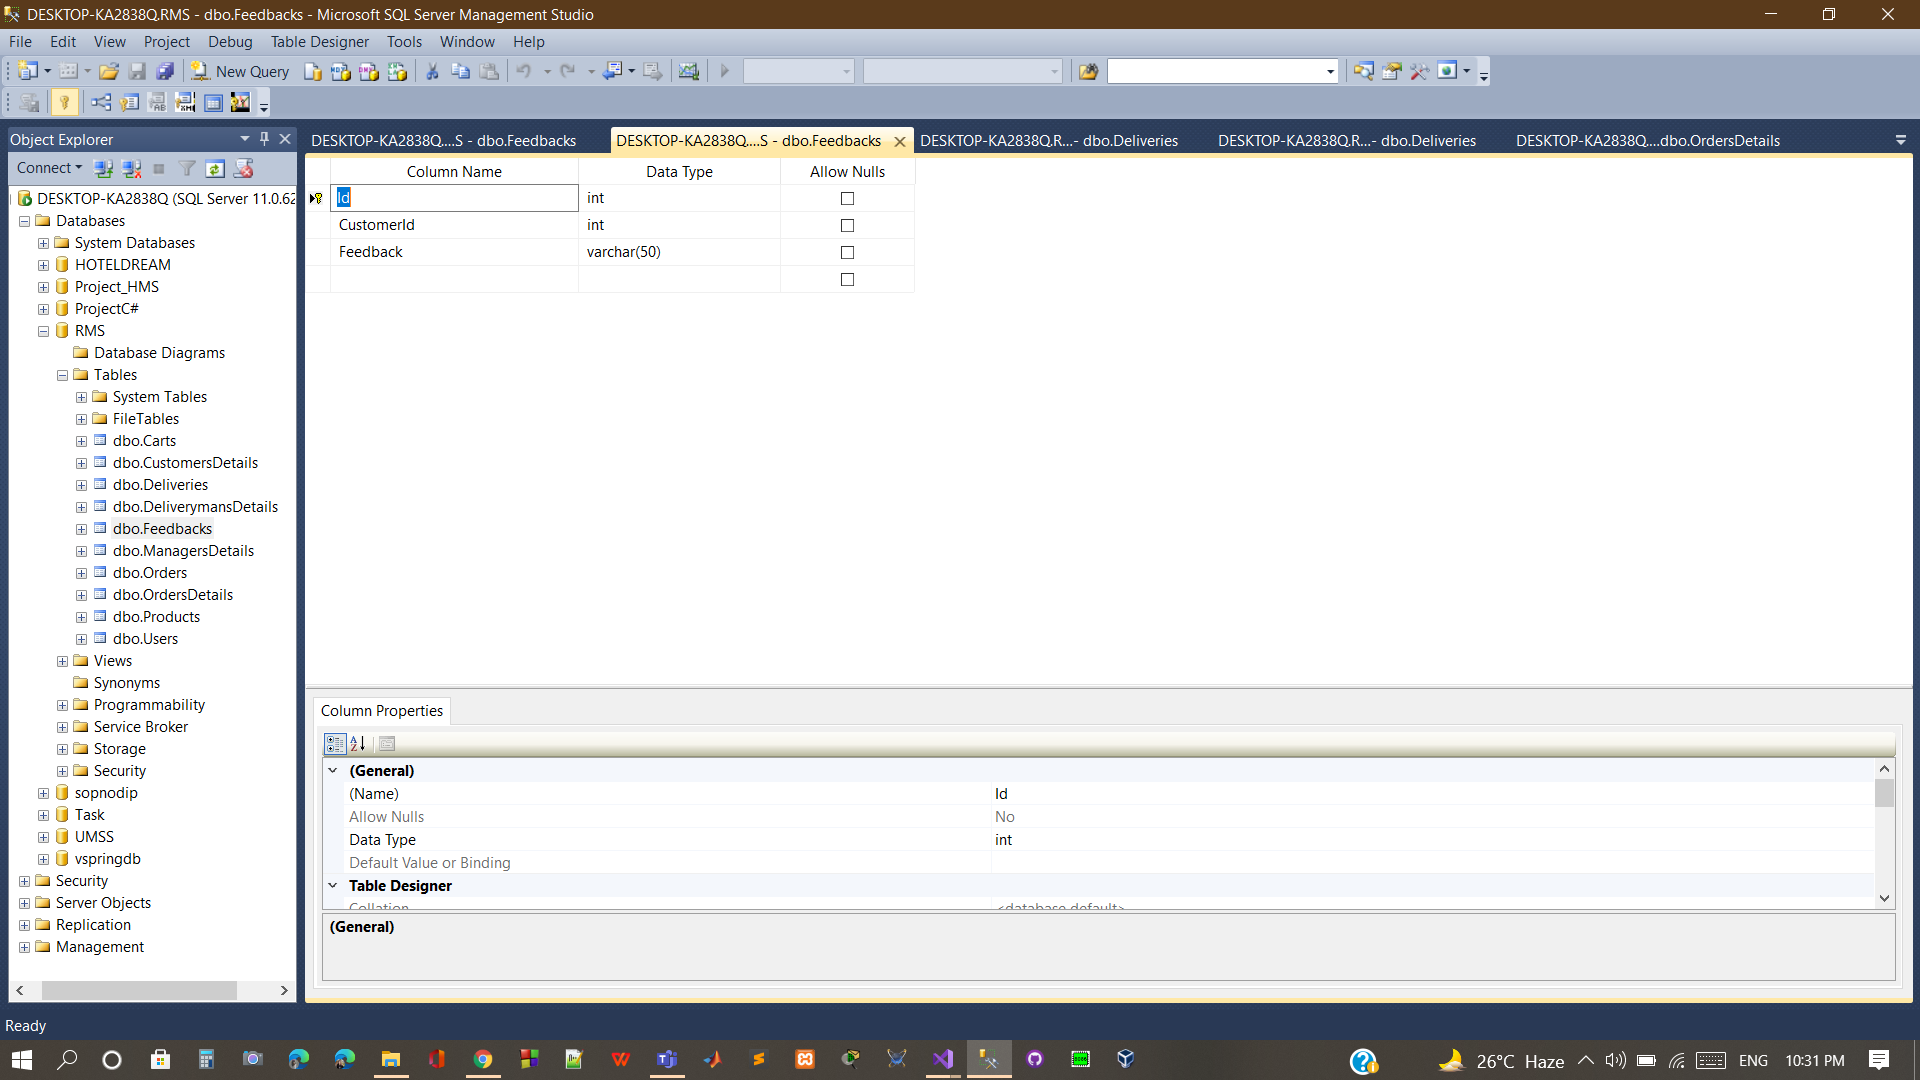 DESKTOP-KA2838Q.RMS - dbo.Feedbacks - Microsoft SQL Server Management Studio
File Edit View Project Debug Table Designer Tools Window Help
New Query
Object Explorer
Connect
DESKTOP-KA2838Q (SQL Server 11.0.62
Databases
System Databases
HOTELDREAM
Project_HMS
ProjectC#
RMS
Database Diagrams
Tables
System Tables
FileTables
dbo.Carts
dbo.CustomersDetails
dbo.Deliveries
dbo.DeliverymansDetails
dbo.Feedbacks
dbo.ManagersDetails
dbo.Orders
dbo.OrdersDetails
dbo.Products
dbo.Users
Views
Synonyms
Programmability
Service Broker
Storage
Security
sopnodip
Task
UMSS
vspringdb
Security
Server Objects
Replication
Management
DESKTOP-KA2838Q....S - dbo.Feedbacks DESKTOP-KA2838Q....S - dbo.Feedbacks DESKTOP-KA2838Q.R...- dbo.Deliveries DESKTOP-KA2838Q.R...- dbo.Deliveries DESKTOP-KA2838Q....dbo.OrdersDetails
Column Name Data Type Allow Nulls
Id int
CustomerId int
Feedback varchar(50)
Column Properties
(General)
(Name) Id
Allow Nulls No
Data Type int
Default Value or Binding
Table Designer
Collation <database default>
(General)
Ready
26°C Haze ENG 10:31 PM